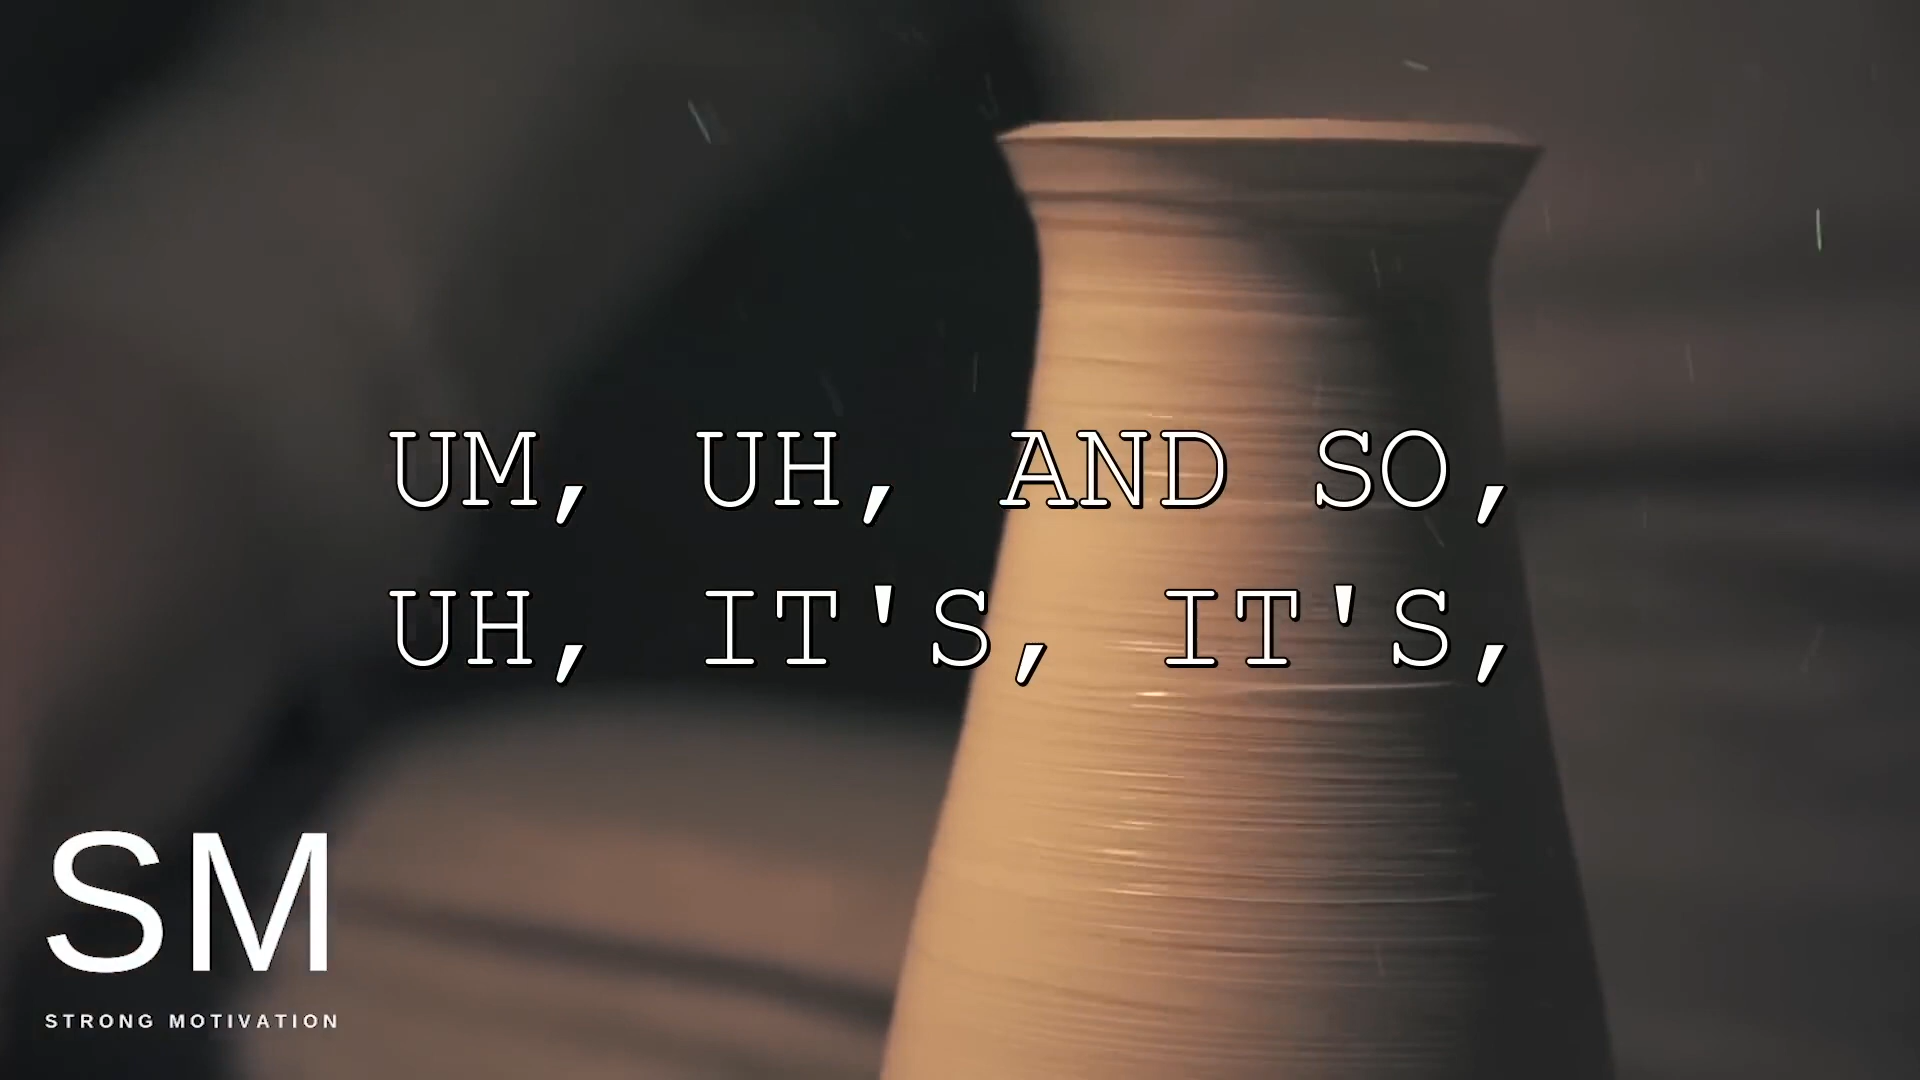 UM, UH, AND SO,
UH, IT'S, IT'S,
SM
STRONG MOTIVATION